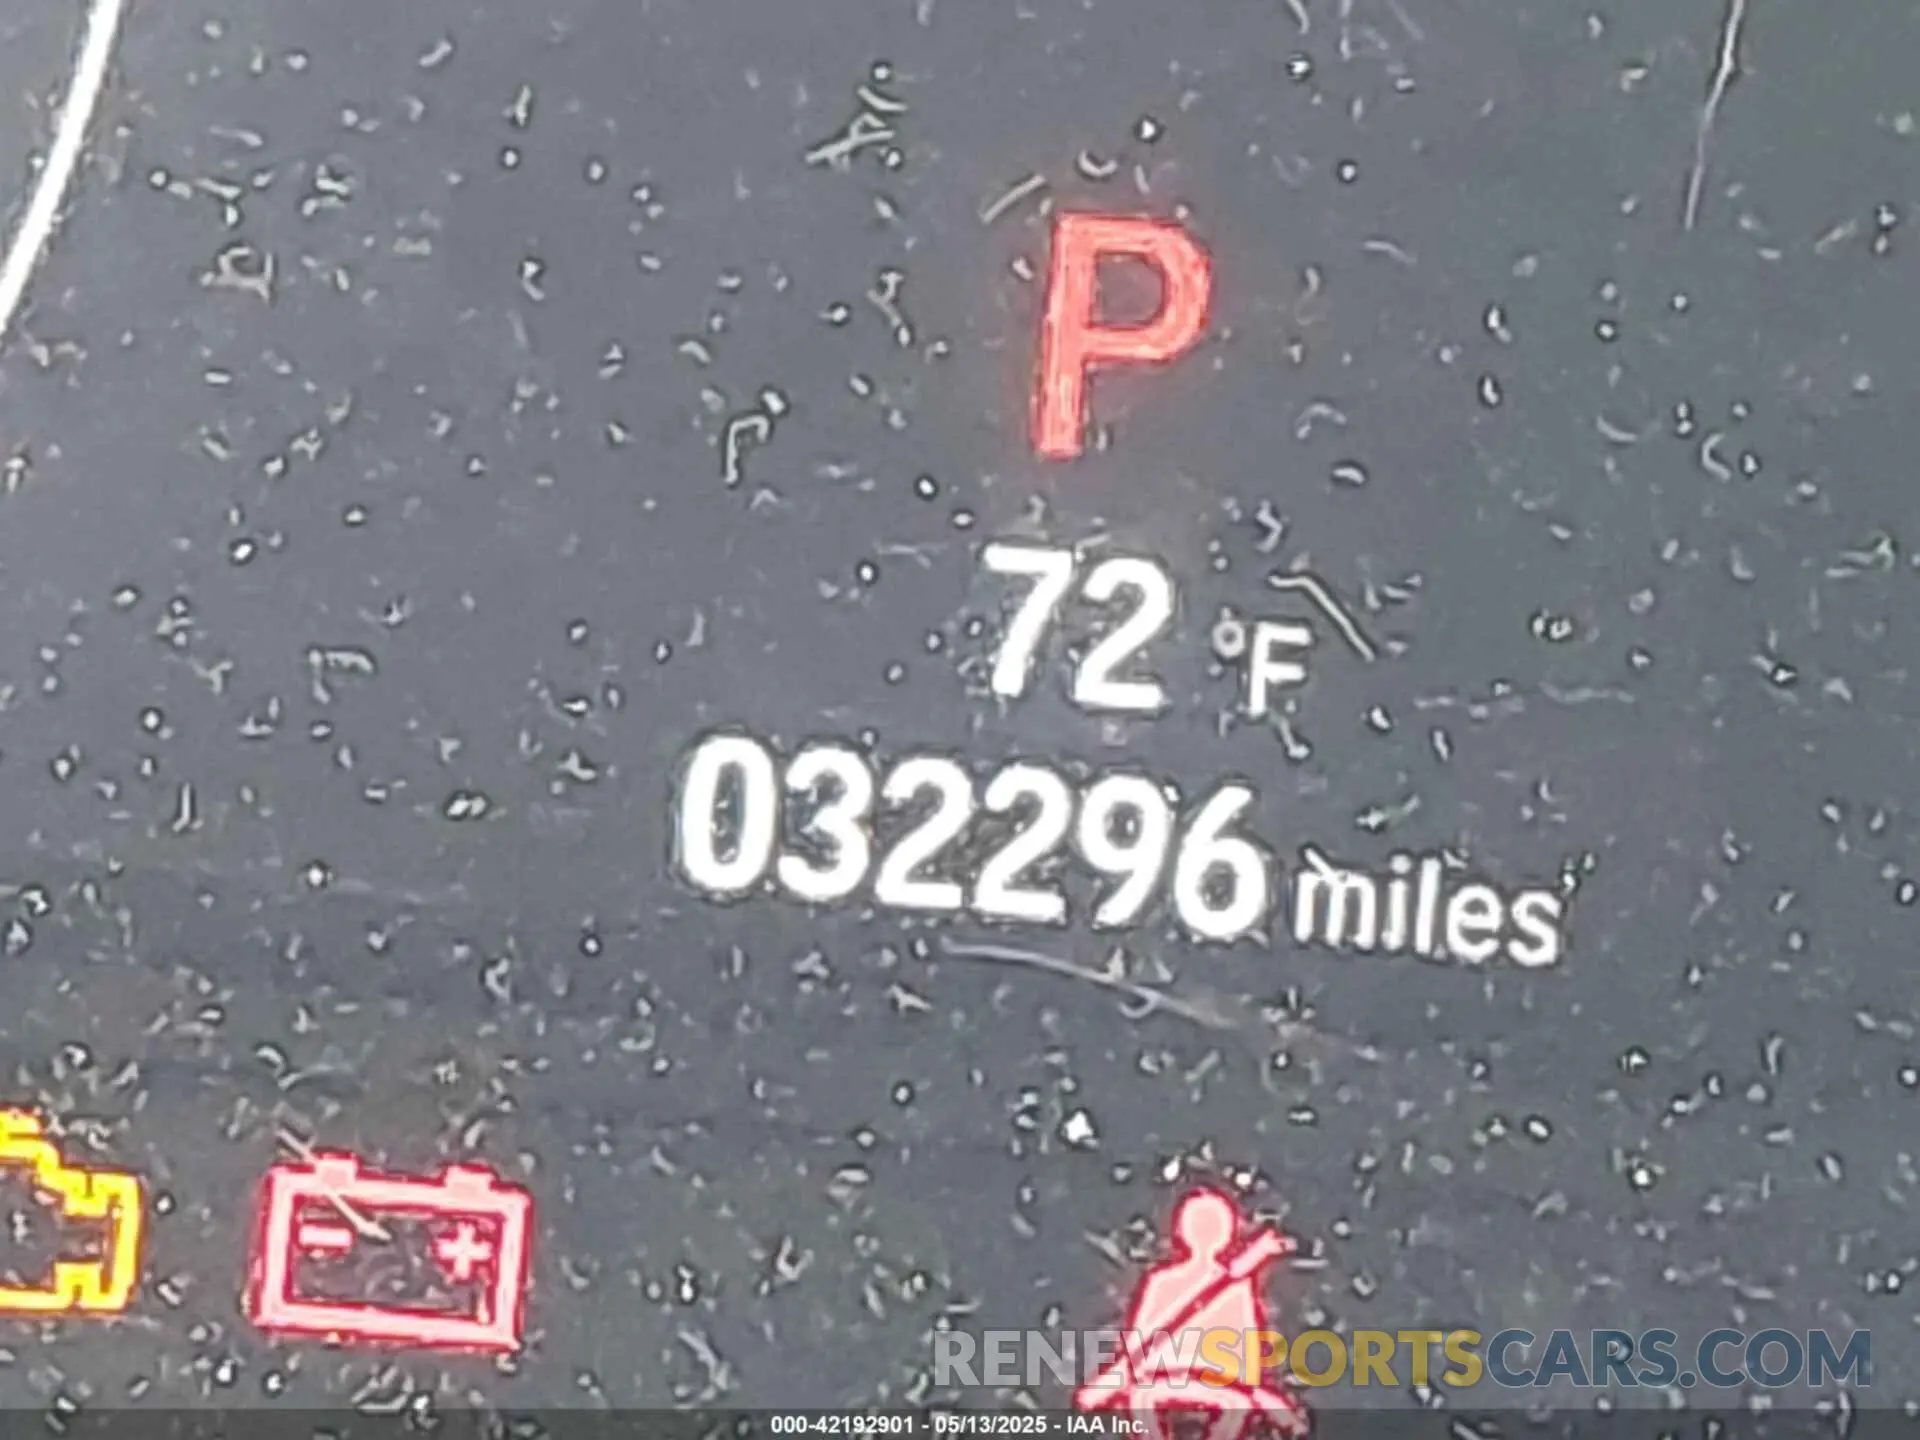 P
72 °F
032296 miles
- +
RENEWSPORTSCARS.COM
000-42192901 - 05/13/2025 - IAA Inc.